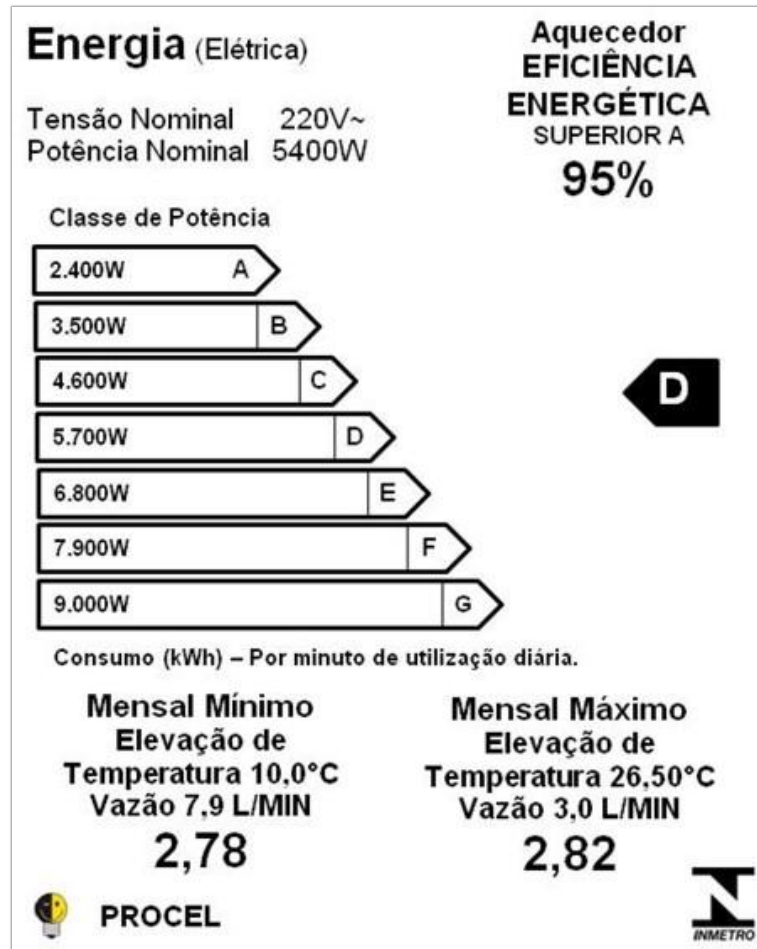 Energia (Elétrica)
Aquecedor
EFICIÊNCIA
ENERGÉTICA
SUPERIOR A
95%
Tensão Nominal 220V~
Potência Nominal 5400W
Classe de Potência
2.400W A
3.500W B
4.600W C
D
5.700W D
6.800W E
7.900W F
9.000W G
Consumo (kWh) – Por minuto de utilização diária.
Mensal Mínimo
Elevação de
Temperatura 10,0°C
Vazão 7,9 L/MIN
2,78
Mensal Máximo
Elevação de
Temperatura 26,50°C
Vazão 3,0 L/MIN
2,82
PROCEL
INMETRO